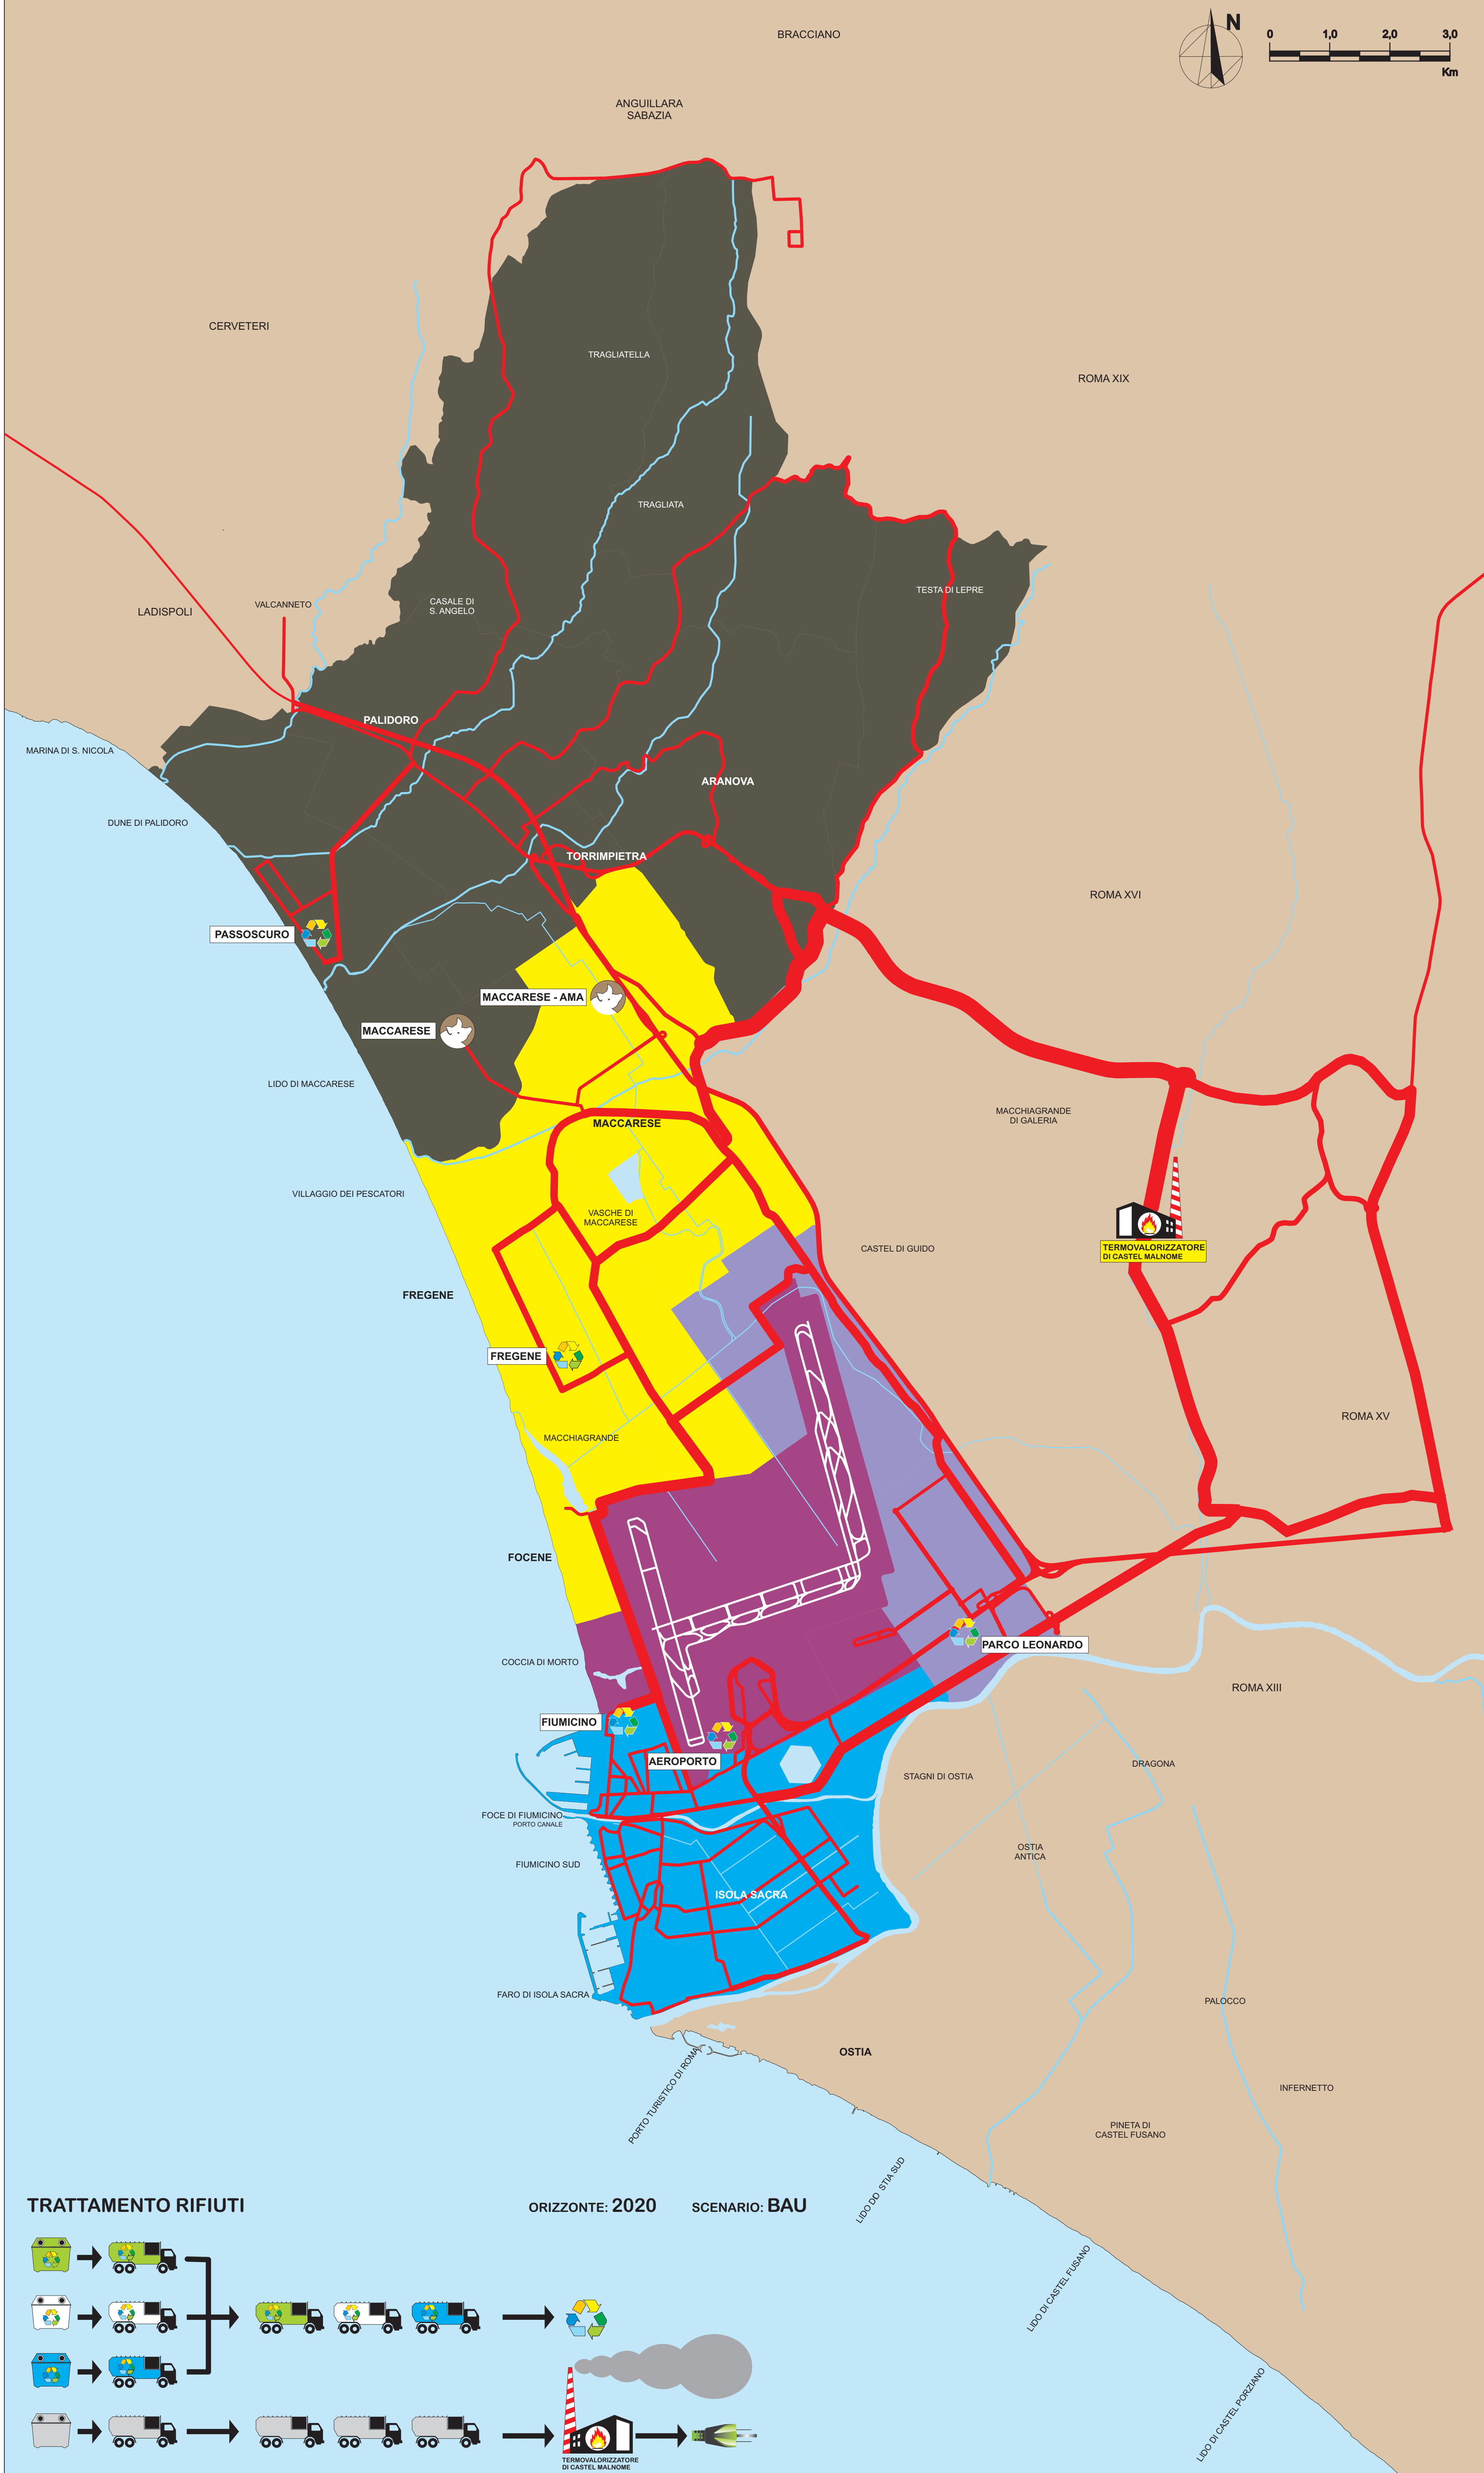 BRACCIANO
N
0 1,0 2,0 3,0
Km
ANGUILLARA
SABAZIA
CERVETERI
TRAGLIATELLA
ROMA XIX
TRAGLIATA
TESTA DI LEPRE
CASALE DI
S. ANGELO
VALCANNETO
LADISPOLI
PALIDORO
MARINA DI S. NICOLA
ARANOVA
DUNE DI PALIDORO
TORRIMPIETRA
ROMA XVI
PASSOSCURO
MACCARESE - AMA
MACCARESE
LIDO DI MACCARESE
MACCHIAGRANDE
DI GALERIA
MACCARESE
VILLAGGIO DEI PESCATORI
VASCHE DI
MACCARESE
CASTEL DI GUIDO
TERMOVALORIZZATORE
DI CASTEL MALNOME
FREGENE
FREGENE
ROMA XV
MACCHIAGRANDE
FOCENE
PARCO LEONARDO
COCCIA DI MORTO
ROMA XIII
FIUMICINO
AEROPORTO
DRAGONA
STAGNI DI OSTIA
FOCE DI FIUMICINO
PORTO CANALE
OSTIA
ANTICA
FIUMICINO SUD
ISOLA SACRA
FARO DI ISOLA SACRA
PALOCCO
OSTIA
PORTO TURISTICO DI ROMA
INFERNETTO
PINETA DI
CASTEL FUSANO
LIDO DO STIA SUD
LIDO DI CASTEL FUSANO
LIDO DI CASTEL PORZIANO
TRATTAMENTO RIFIUTI
ORIZZONTE: 2020 SCENARIO: BAU
TERMOVALORIZZATORE
DI CASTEL MALNOME